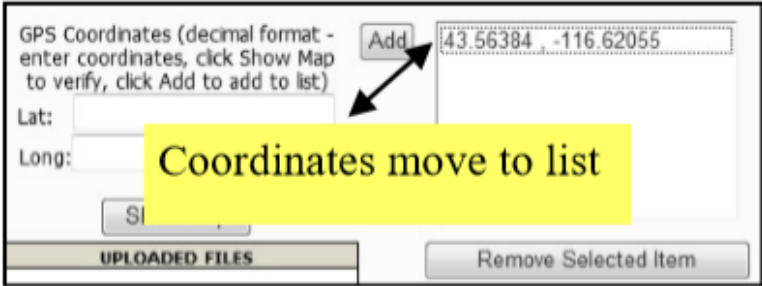 GPS Coordinates (decimal format -
enter coordinates, click Show Map
to verify, click Add to add to list)
Add
43.56384 , -116.62055
Lat:
Long:
Coordinates move to list
UPLOADED FILES
Remove Selected Item